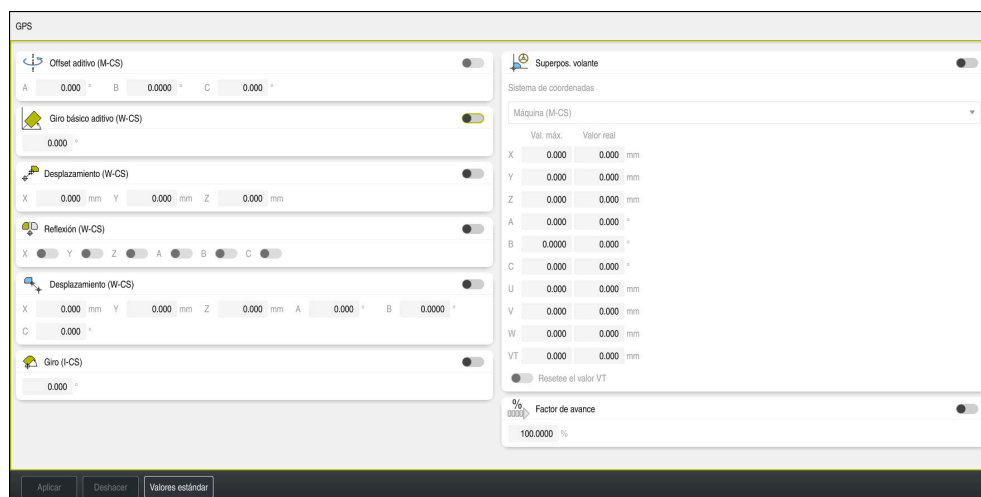 GPS
Offset aditivo (M-CS)
A 0.000 ° B 0.0000 ° C 0.000 °
Giro básico aditivo (W-CS)
0.000 °
Desplazamiento (W-CS)
X 0.000 mm Y 0.000 mm Z 0.000 mm
Reflexión (W-CS)
X Y Z A B C
Desplazamiento (W-CS)
X 0.000 mm Y 0.000 mm Z 0.000 mm A 0.000 ° B 0.0000 °
C 0.000 °
Giro (I-CS)
0.000 °
Superpos. volante
Sistema de coordenadas
Máquina (M-CS)
Val. máx. Valor real
X 0.000 0.000 mm
Y 0.000 0.000 mm
Z 0.000 0.000 mm
A 0.000 0.000 °
B 0.0000 0.000 °
C 0.000 0.000 °
U 0.000 0.000 mm
V 0.000 0.000 mm
W 0.000 0.000 mm
VT 0.000 0.000 mm
Resetee el valor VT
% Factor de avance
100.0000 %
Aplicar Deshacer Valores estándar